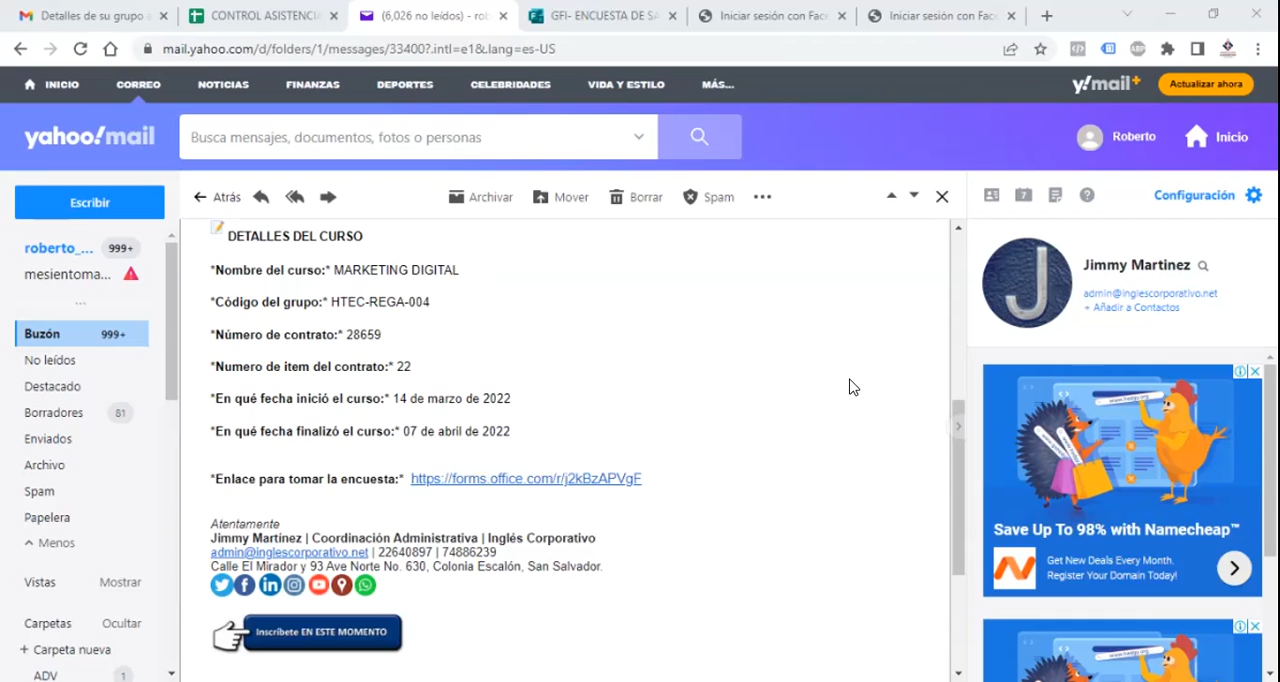 Detalles de su grupo a
CONTROL ASISTENCI
(6,026 no leídos) - rob
GFI- ENCUESTA DE SA
Iniciar sesión con Face
Iniciar sesión con Face
mail.yahoo.com/d/folders/1/messages/33400?.intl=e1&.lang=es-US
INICIO
CORREO
NOTICIAS
FINANZAS
DEPORTES
CELEBRIDADES
VIDA Y ESTILO
MÁS...
y!mail+
Actualizar ahora
yahoo!mail
Busca mensajes, documentos, fotos o personas
Roberto
Inicio
Escribir
Atrás
Archivar
Mover
Borrar
Spam
Configuración
roberto_... 999+
mesientoma...
...
Buzón 999+
No leídos
Destacado
Borradores 81
Enviados
Archivo
Spam
Papelera
Menos
Vistas Mostrar
Carpetas Ocultar
+ Carpeta nueva
ADV 1
DETALLES DEL CURSO
*Nombre del curso:* MARKETING DIGITAL
*Código del grupo:* HTEC-REGA-004
*Número de contrato:* 28659
*Numero de item del contrato:* 22
*En qué fecha inició el curso:* 14 de marzo de 2022
*En qué fecha finalizó el curso:* 07 de abril de 2022
*Enlace para tomar la encuesta:* https://forms.office.com/r/j2kBzAPVgF
Atentamente
Jimmy Martínez | Coordinación Administrativa | Inglés Corporativo
admin@inglescorporativo.net | 22640897 | 74886239
Calle El Mirador y 93 Ave Norte No. 630, Colonia Escalón, San Salvador.
Inscríbete EN ESTE MOMENTO
Jimmy Martinez
admin@inglescorporativo.net
+ Añadir a Contactos
Save Up To 98% with Namecheap™
Get New Deals Every Month.
Register Your Domain Today!